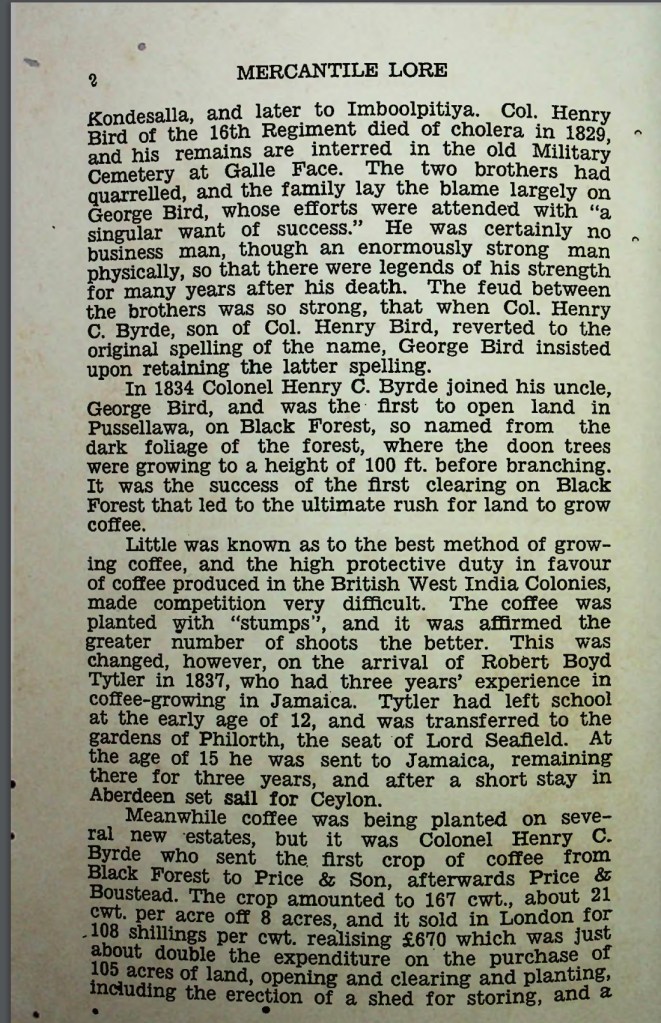 2
MERCANTILE LORE
Kondesalla, and later to Imboolpitiya. Col. Henry
Bird of the 16th Regiment died of cholera in 1829,
and his remains are interred in the old Military
Cemetery at Galle Face. The two brothers had
quarrelled, and the family lay the blame largely on
George Bird, whose efforts were attended with “a
singular want of success.” He was certainly no
business man, though an enormously strong man
physically, so that there were legends of his strength
for many years after his death. The feud between
the brothers was so strong, that when Col. Henry
C. Byrde, son of Col. Henry Bird, reverted to the
original spelling of the name, George Bird insisted
upon retaining the latter spelling.
In 1834 Colonel Henry C. Byrde joined his uncle,
George Bird, and was the first to open land in
Pussellawa, on Black Forest, so named from the
dark foliage of the forest, where the doon trees
were growing to a height of 100 ft. before branching.
It was the success of the first clearing on Black
Forest that led to the ultimate rush for land to grow
coffee.
Little was known as to the best method of grow-
ing coffee, and the high protective duty in favour
of coffee produced in the British West India Colonies,
made competition very difficult. The coffee was
planted with “stumps”, and it was affirmed the
greater number of shoots the better. This was
changed, however, on the arrival of Robert Boyd
Tytler in 1837, who had three years’ experience in
coffee-growing in Jamaica. Tytler had left school
at the early age of 12, and was transferred to the
gardens of Philorth, the seat of Lord Seafield. At
the age of 15 he was sent to Jamaica, remaining
there for three years, and after a short stay in
Aberdeen set sail for Ceylon.
Meanwhile coffee was being planted on seve-
ral new estates, but it was Colonel Henry C.
Byrde who sent the first crop of coffee from
Black Forest to Price & Son, afterwards Price &
Boustead. The crop amounted to 167 cwt., about 21
cwt. per acre off 8 acres, and it sold in London for
108 shillings per cwt. realising £670 which was just
about double the expenditure on the purchase of
105 acres of land, opening and clearing and planting,
including the erection of a shed for storing, and a